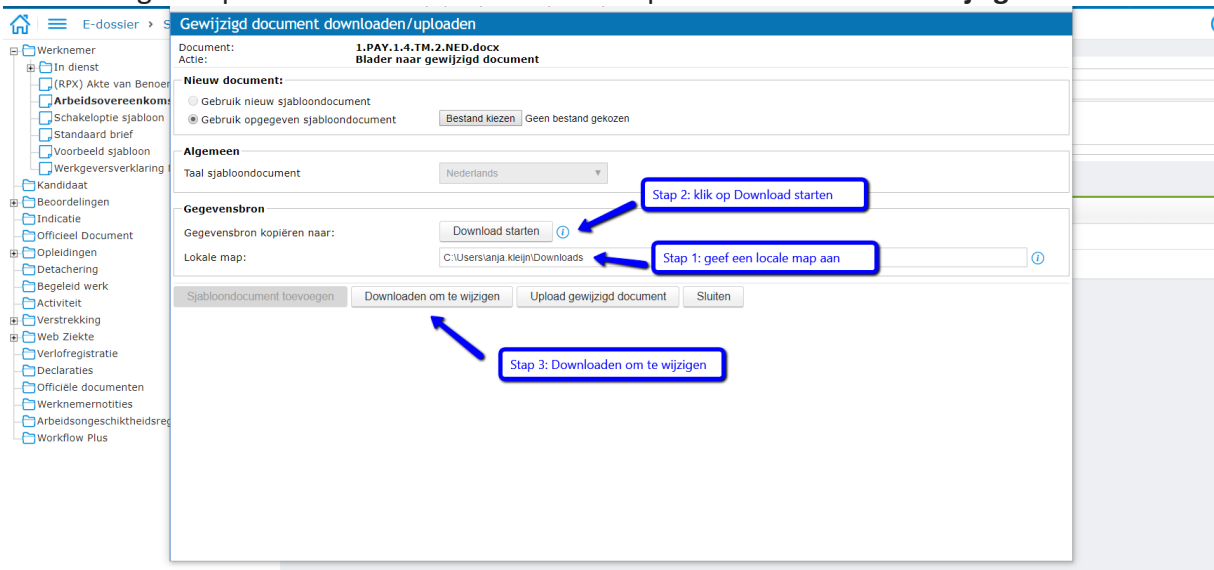 E-dossier > S
Gewijzigd document downloaden/uploaden
Werknemer
In dienst
(RPX) Akte van Benoer
Arbeidsovereenkoms
Schakeloptie sjabloon
Standaard brief
Voorbeeld sjabloon
Werkgeversverklaring
Kandidaat
Beoordelingen
Indicatie
Officieel Document
Opleidingen
Detachering
Begeleid werk
Activiteit
Verstrekking
Web Ziekte
Verlofregistratie
Declaraties
Officiële documenten
Werknemernotities
Arbeidsongeschiktheidsreg
Workflow Plus
Document: 1.PAY.1.4.TM.2.NED.docx
Actie: Blader naar gewijzigd document
Nieuw document:
Gebruik nieuw sjabloondocument
Gebruik opgegeven sjabloondocument Bestand kiezen Geen bestand gekozen
Algemeen
Taal sjabloondocument Nederlands
Stap 2: klik op Download starten
Gegevensbron
Gegevensbron kopiëren naar: Download starten
Lokale map: C:\Users\anja.kleijn\Downloads Stap 1: geef een locale map aan
Sjabloondocument toevoegen Downloaden om te wijzigen Upload gewijzigd document Sluiten
Stap 3: Downloaden om te wijzigen